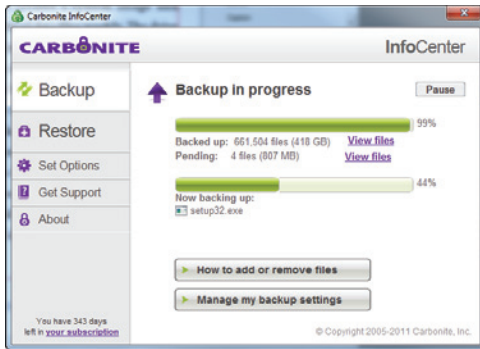 Carbonite InfoCenter
CARBONITE
InfoCenter
Backup
Restore
Set Options
Get Support
About
You have 343 days
left in your subscription
Backup in progress
Pause
99%
Backed up: 661,504 files (418 GB) View files
Pending: 4 files (807 MB) View files
44%
Now backing up:
setup32.exe
How to add or remove files
Manage my backup settings
© Copyright 2005-2011 Carbonite, Inc.